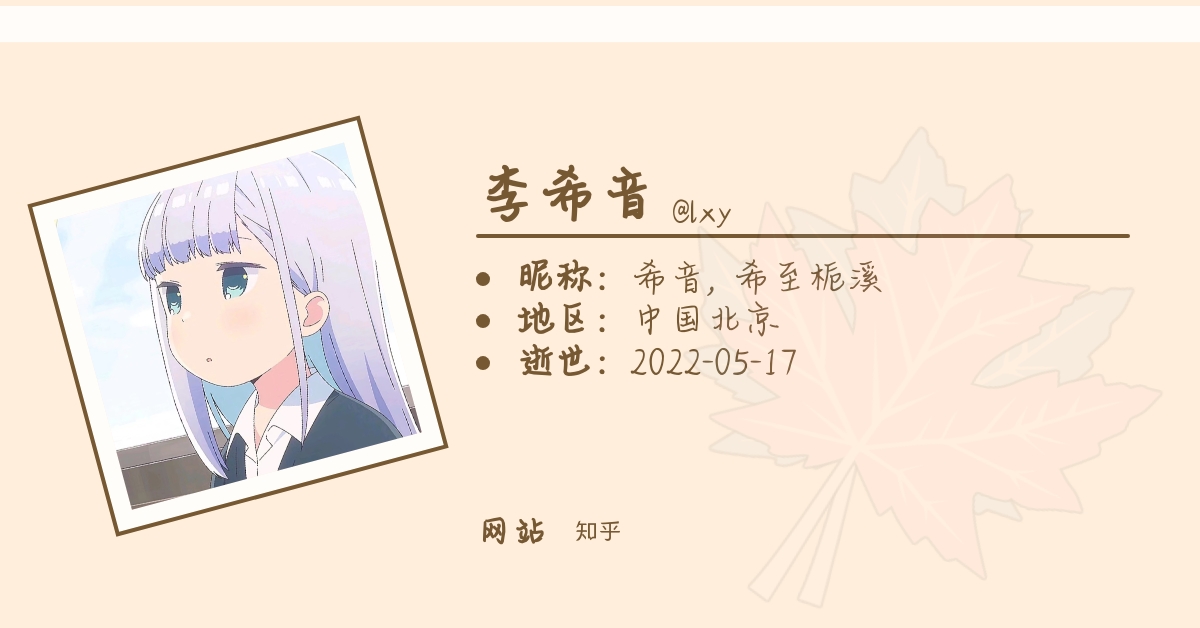 李希音 @lxy
昵称：希音, 希至栀溪
地区：中国北京
逝世：2022-05-17
网站 知乎